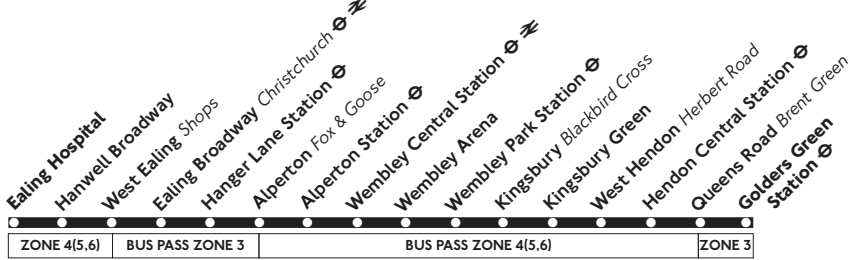 Ealing Hospital
Hanwell Broadway
West Ealing Shops
Ealing Broadway Christchurch
Hanger Lane Station
Alperton Fox & Goose
Alperton Station
Wembley Central Station
Wembley Arena
Wembley Park Station
Kingsbury Blackbird Cross
Kingsbury Green
West Hendon Herbert Road
Hendon Central Station
Queens Road Brent Green
Golders Green
Station
ZONE 4(5,6)
BUS PASS ZONE 3
BUS PASS ZONE 4(5,6)
ZONE 3